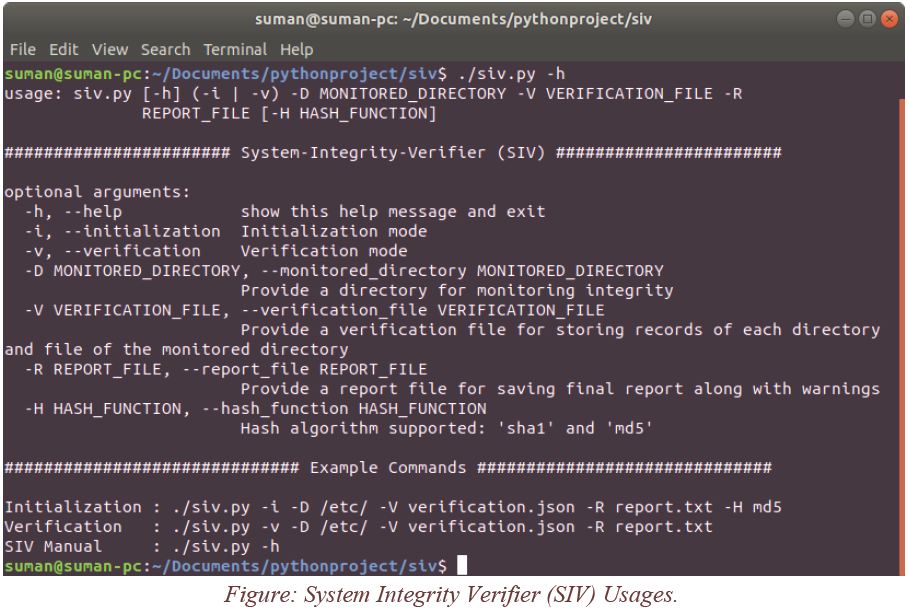 suman@suman-pc: ~/Documents/pythonproject/siv
File Edit View Search Terminal Help
suman@suman-pc:~/Documents/pythonproject/siv$ ./siv.py -h
usage: siv.py [-h] (-i | -v) -D MONITORED_DIRECTORY -V VERIFICATION_FILE -R
REPORT_FILE [-H HASH_FUNCTION]
####################### System-Integrity-Verifier (SIV) #######################
optional arguments:
-h, --help show this help message and exit
-i, --initialization Initialization mode
-v, --verification Verification mode
-D MONITORED_DIRECTORY, --monitored_directory MONITORED_DIRECTORY
Provide a directory for monitoring integrity
-V VERIFICATION_FILE, --verification_file VERIFICATION_FILE
Provide a verification file for storing records of each directory
and file of the monitored directory
-R REPORT_FILE, --report_file REPORT_FILE
Provide a report file for saving final report along with warnings
-H HASH_FUNCTION, --hash_function HASH_FUNCTION
Hash algorithm supported: 'sha1' and 'md5'
############################## Example Commands ##############################
Initialization : ./siv.py -i -D /etc/ -V verification.json -R report.txt -H md5
Verification : ./siv.py -v -D /etc/ -V verification.json -R report.txt
SIV Manual : ./siv.py -h
suman@suman-pc:~/Documents/pythonproject/siv$
Figure: System Integrity Verifier (SIV) Usages.